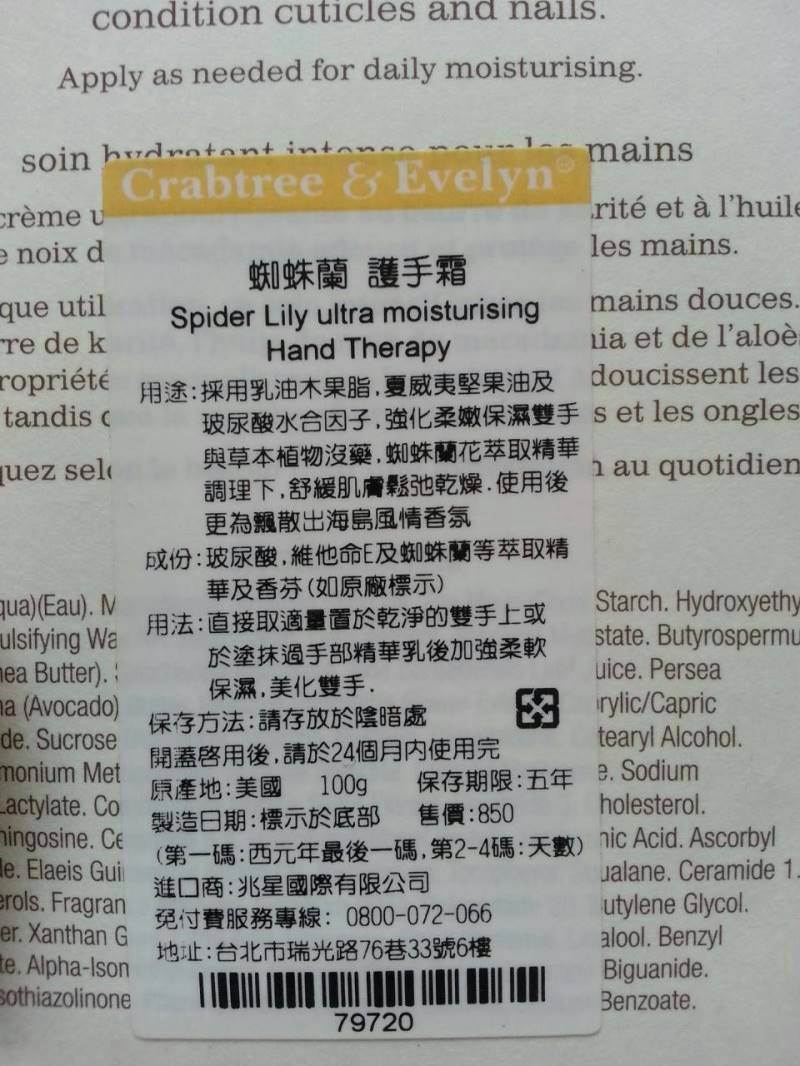 condition cuticles and nails.
Apply as needed for daily moisturising.
soin hydratant intense pour les mains
Crabtree & Evelyn®
crème u
rité et à l'huile
e noix d
les mains.
que util
mains douces.
rre de k
nia et de l'aloè
ropriété
doucissent les
tandis
s et les ongles
quez selo
n au quotidien
蜘蛛蘭 護手霜
Spider Lily ultra moisturising
Hand Therapy
用途:採用乳油木果脂,夏威夷堅果油及
玻尿酸水合因子,強化柔嫩保濕雙手
與草本植物沒藥,蜘蛛蘭花萃取精華
調理下,舒緩肌膚鬆弛乾燥.使用後
更為飄散出海島風情香氛
成份:玻尿酸,維他命E及蜘蛛蘭等萃取精
華及香芬(如原廠標示)
用法:直接取適量置於乾淨的雙手上或
於塗抹過手部精華乳後加強柔軟
保濕,美化雙手.
保存方法:請存放於陰暗處
開蓋啓用後,請於24個月內使用完
原產地:美國 100g 保存期限:五年
製造日期:標示於底部 售價:850
(第一碼:西元年最後一碼,第2-4碼:天數)
進口商:兆星國際有限公司
免付費服務專線: 0800-072-066
地址:台北市瑞光路76巷33號6樓
79720
qua)(Eau). M
Starch. Hydroxyethy
ulsifying Wa
state. Butyrospermu
hea Butter).
uice. Persea
na (Avocado)
rylic/Capric
de. Sucrose
tearyl Alcohol.
monium Met
e. Sodium
Lactylate. Co
holesterol.
hingosine. Ce
nic Acid. Ascorbyl
le. Elaeis Gui
ualane. Ceramide 1.
erols. Fragran
utylene Glycol.
er. Xanthan G
alool. Benzyl
te. Alpha-Ison
Biguanide.
sothiazolinone
Benzoate.